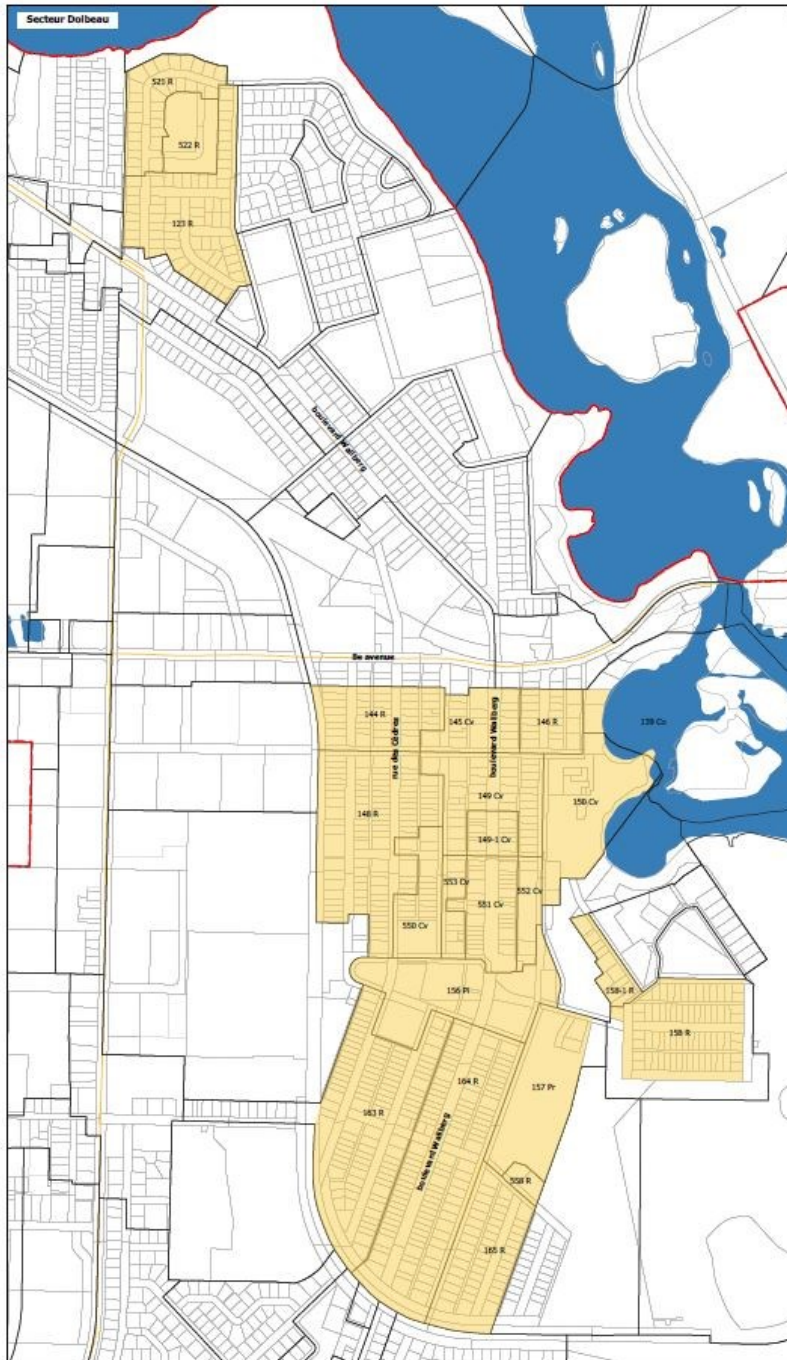 Secteur Dolbeau
521 R
522 R
123 R
boulevard Wallberg
8e avenue
144 R
rue des Cèdres
145 Cv
boulevard Wallberg
146 R
139 Co
148 R
149 Cv
150 Cv
149-1 Cv
553 Cv
551 Cv
552 Cv
550 Cv
156 PI
158-1 R
158 R
163 R
164 R
157 Pr
boulevard Wallberg
558 R
165 R